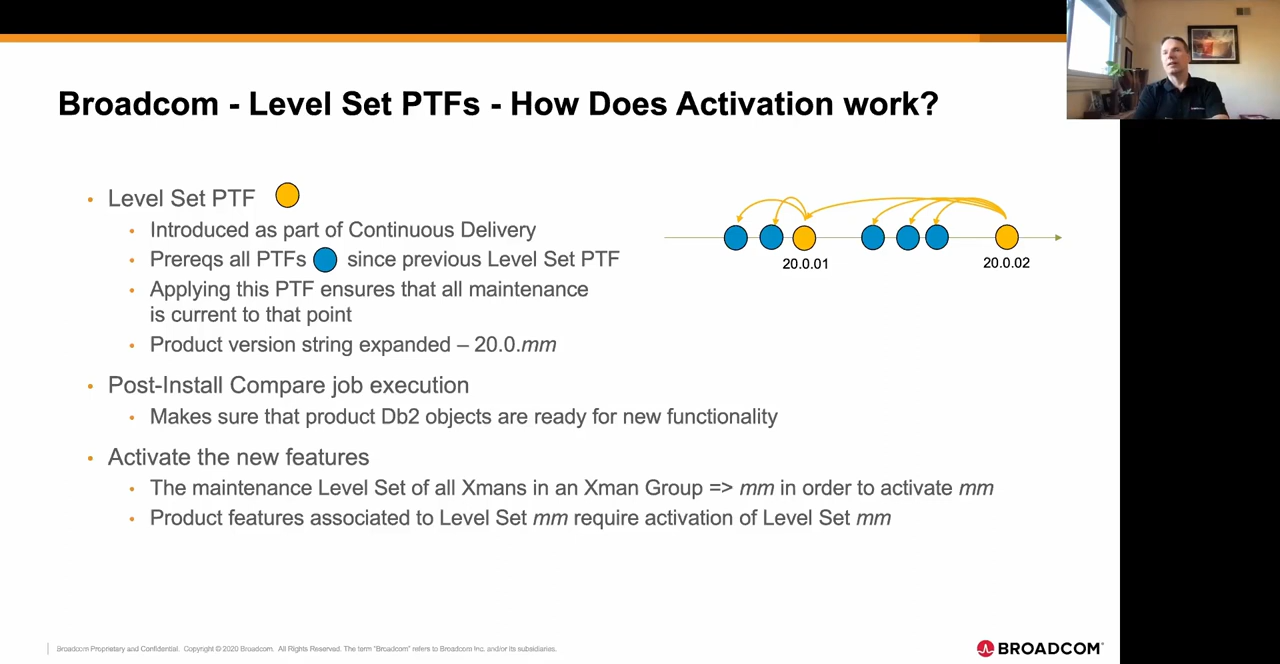 Broadcom - Level Set PTFs - How Does Activation work?
• Level Set PTF
• Introduced as part of Continuous Delivery
• Prereqs all PTFs since previous Level Set PTF
• Applying this PTF ensures that all maintenance
is current to that point
• Product version string expanded – 20.0.mm
20.0.01
20.0.02
• Post-Install Compare job execution
• Makes sure that product Db2 objects are ready for new functionality
• Activate the new features
• The maintenance Level Set of all Xmans in an Xman Group => mm in order to activate mm
• Product features associated to Level Set mm require activation of Level Set mm
Broadcom Proprietary and Confidential. Copyright © 2020 Broadcom. All Rights Reserved. The term "Broadcom" refers to Broadcom Inc. and/or its subsidiaries.
BROADCOM